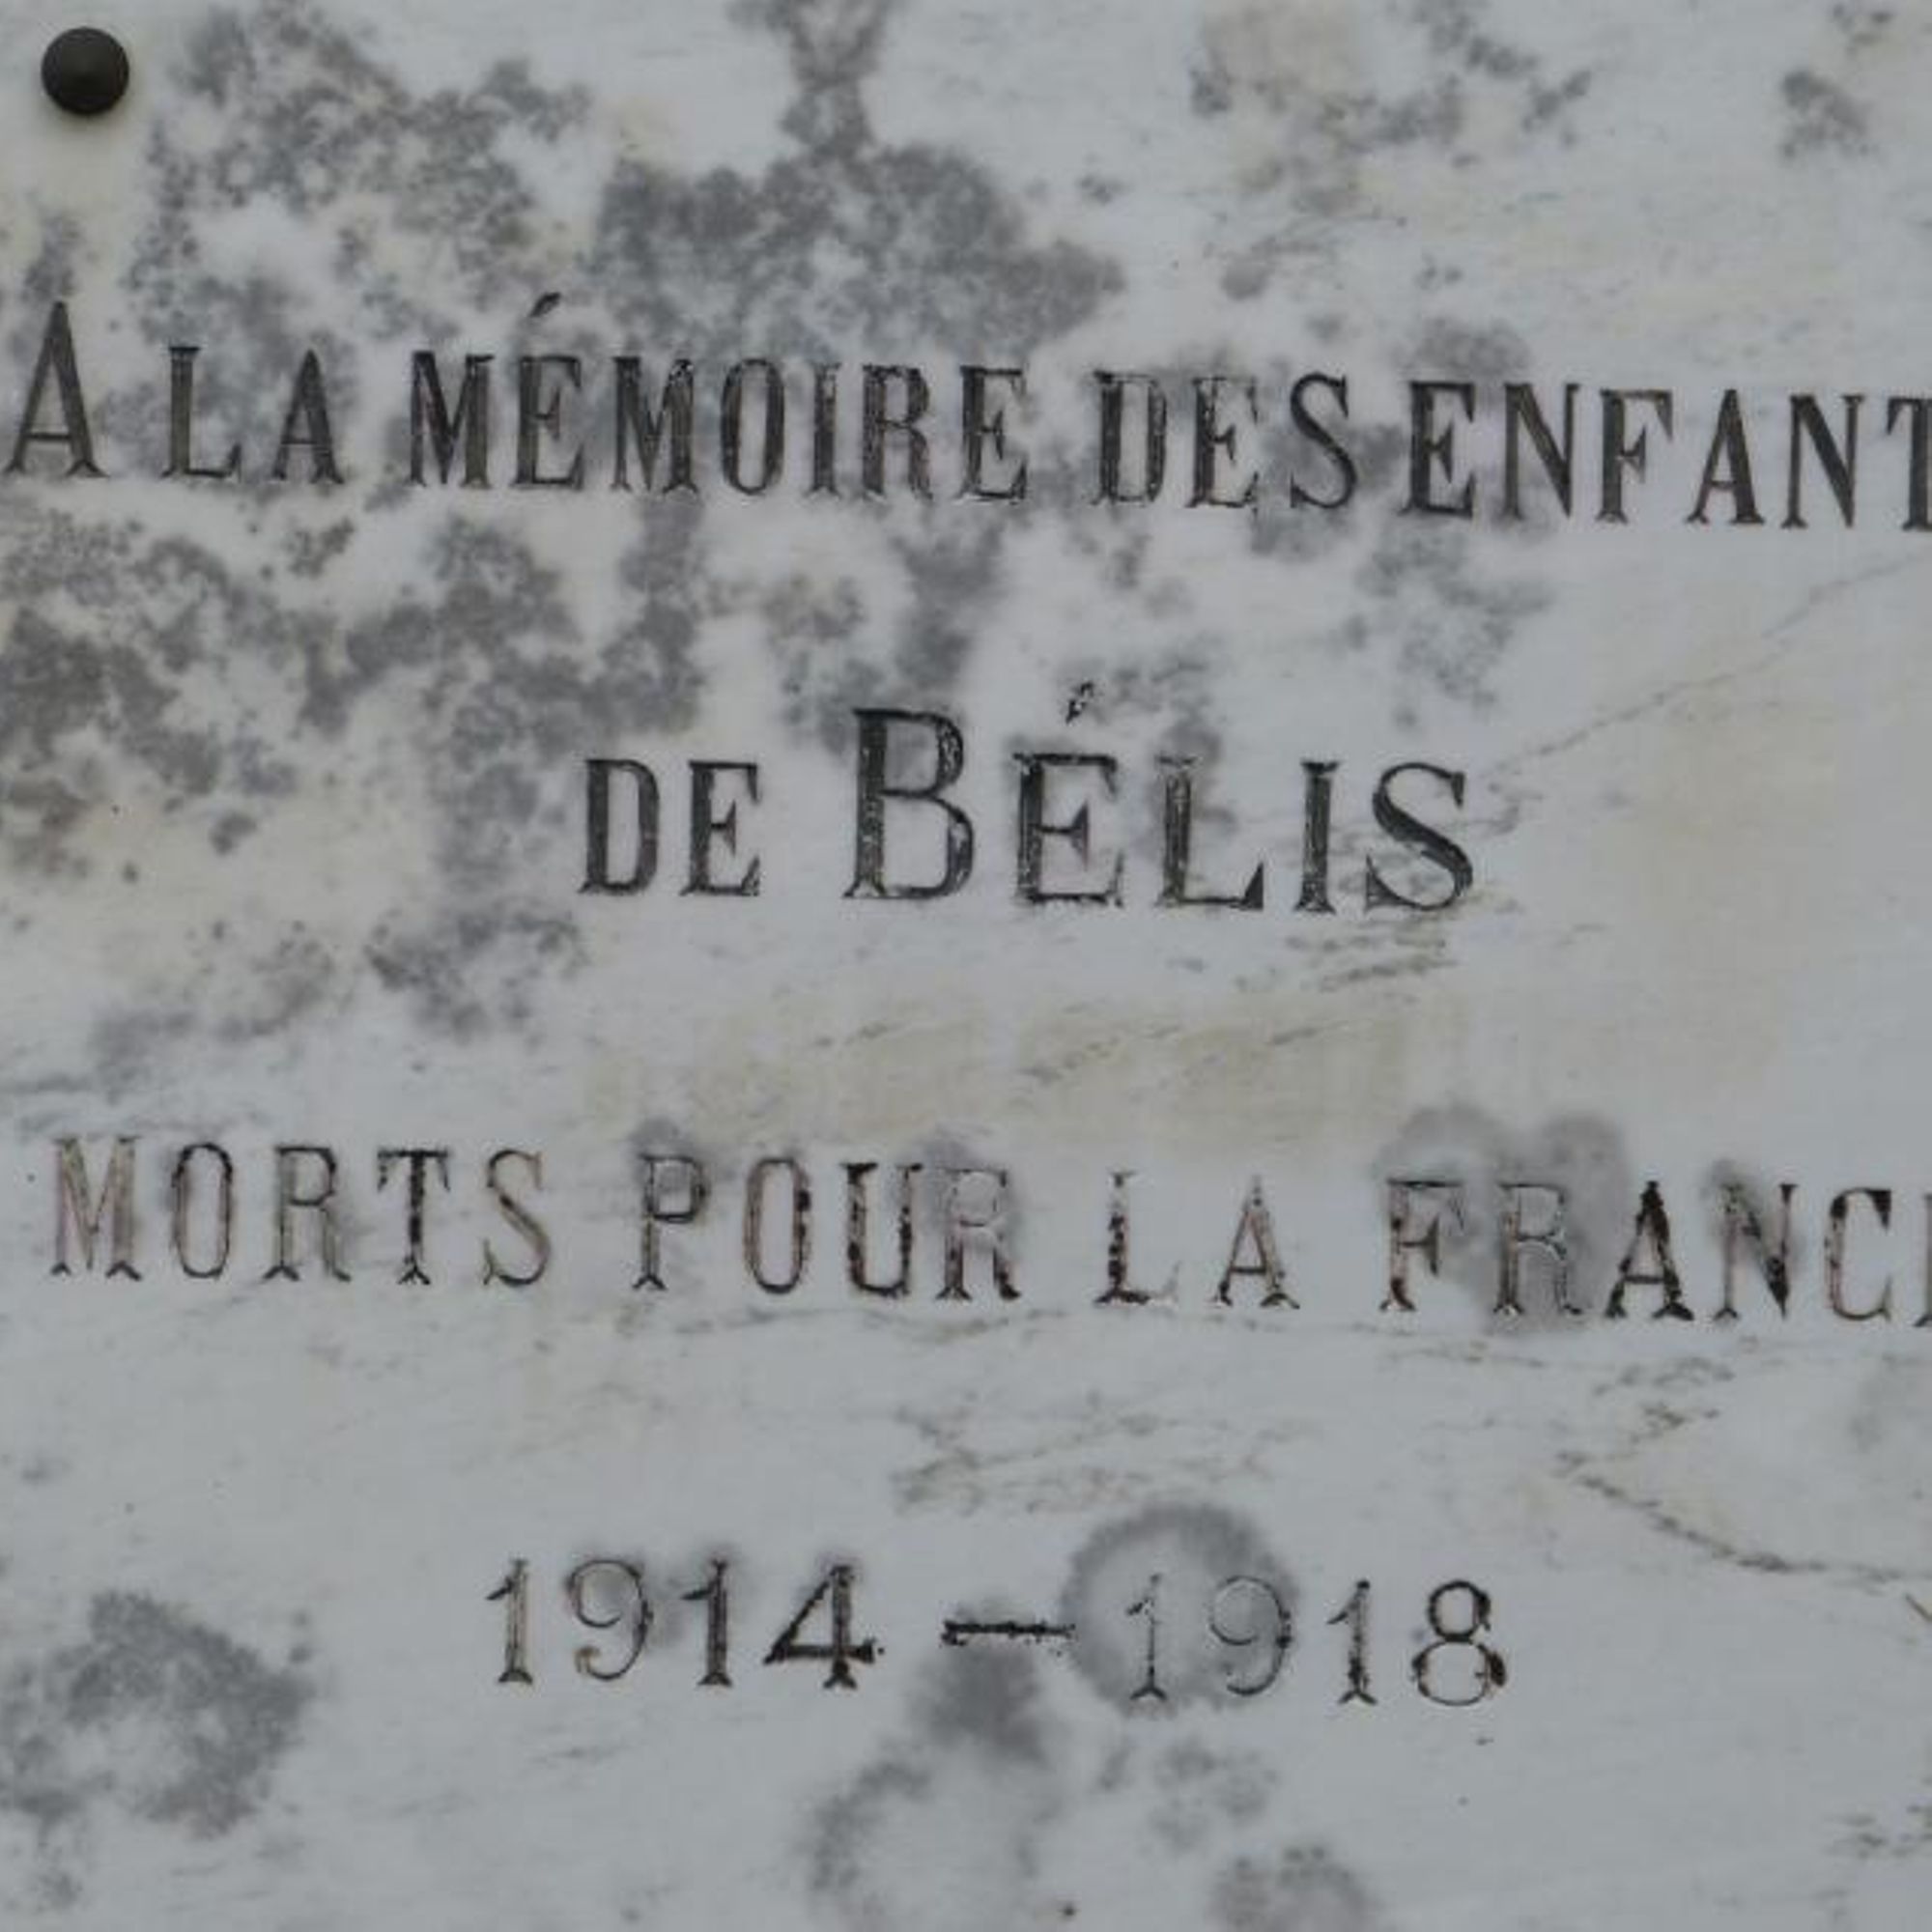 A LA MÉMOIRE DES ENFANT
DE BÉLIS
MORTS POUR LA FRANC
1914 — 1918